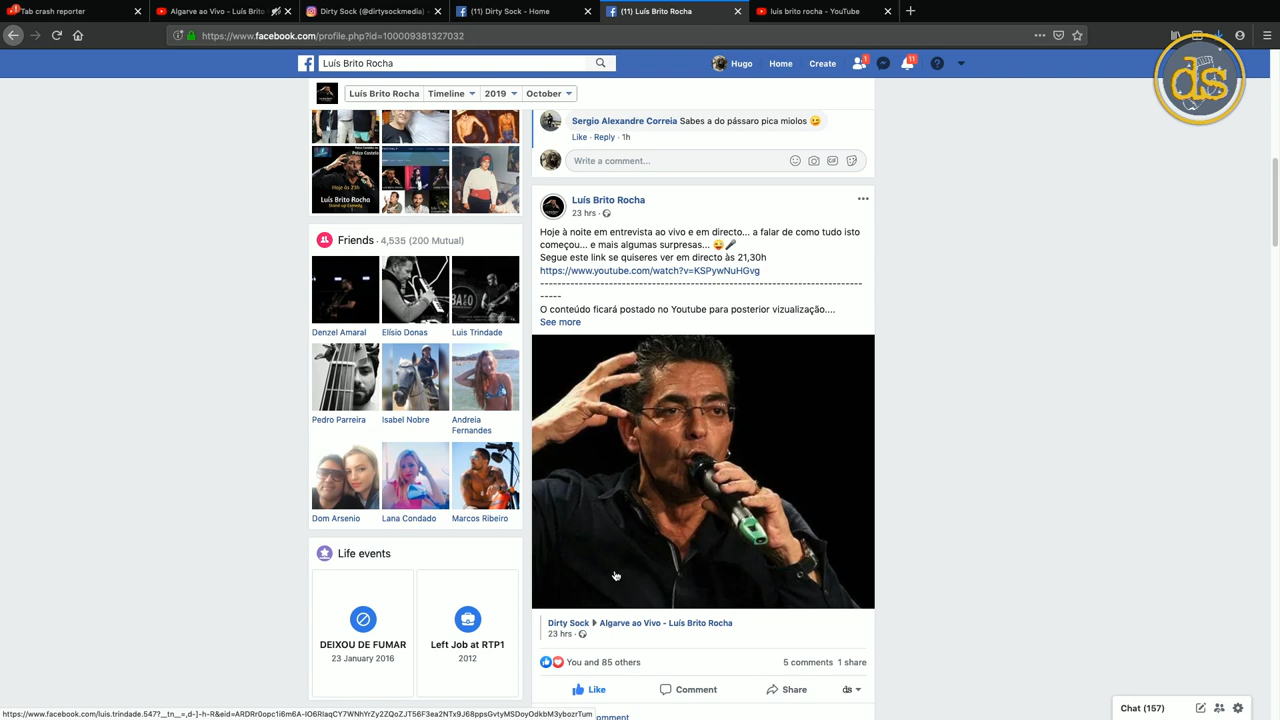 Tab crash reporter
Algarve ao Vivo - Luís Brito
Dirty Sock (@dirtysockmedia) •
(11) Dirty Sock - Home
(11) Luís Brito Rocha
luis brito rocha - YouTube
https://www.facebook.com/profile.php?id=100009381327032
Luís Brito Rocha
Hugo
Home
Create
1
11
ds
Luís Brito Rocha
Timeline
2019
October
Sergio Alexandre Correia Sabes a do pássaro pica miolos
Like · Reply · 1h
Write a comment...
GIF
Hoje às 23h
Luís Brito Rocha
Stand up Comedy
Friends · 4,535 (200 Mutual)
Denzel Amaral
Elísio Donas
Luis Trindade
Pedro Parreira
Isabel Nobre
Andreia
Fernandes
Dom Arsenio
Lana Condado
Marcos Ribeiro
Life events
DEIXOU DE FUMAR
23 January 2016
Left Job at RTP1
2012
Luís Brito Rocha
23 hrs ·
Hoje à noite em entrevista ao vivo e em directo... a falar de como tudo isto
começou... e mais algumas surpresas... 😜🎤
Segue este link se quiseres ver em directo às 21,30h
https://www.youtube.com/watch?v=KSPywNuHGvg
---------------------------------------------------------------------------
-----
O conteúdo ficará postado no Youtube para posterior vizualização....
See more
Dirty Sock ▸ Algarve ao Vivo - Luís Brito Rocha
23 hrs ·
You and 85 others
5 comments 1 share
Like
Comment
Share
ds
Chat (157)